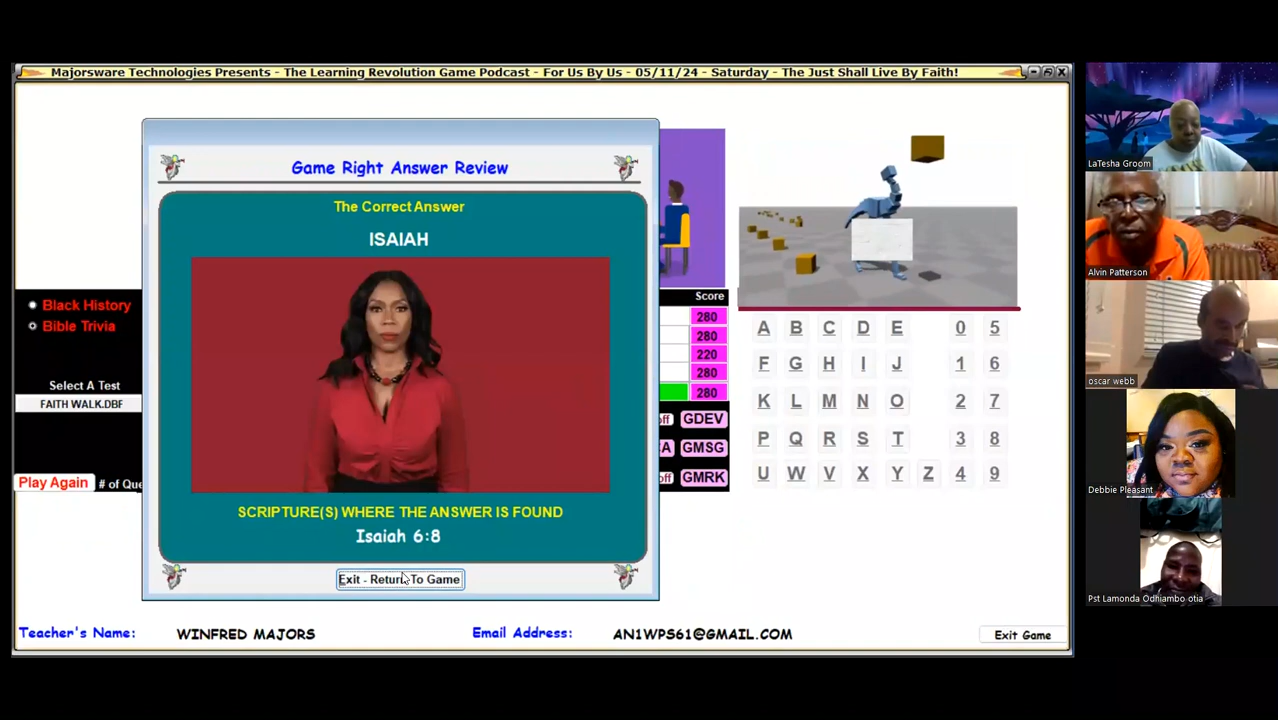 Majorsware Technologies Presents - The Learning Revolution Game Podcast - For Us By Us - 05/11/24 - Saturday - The Just Shall Live By Faith!
Game Right Answer Review
The Correct Answer
ISAIAH
SCRIPTURE(S) WHERE THE ANSWER IS FOUND
Isaiah 6:8
Exit - Return To Game
Black History
Bible Trivia
Select A Test
FAITH WALK.DBF
Play Again # of Que
Score
280
280
220
280
280
off GDEV
A GMSG
off GMRK
A B C D E 0 5
F G H I J 1 6
K L M N O 2 7
P Q R S T 3 8
U W V X Y Z 4 9
Teacher's Name: WINFRED MAJORS Email Address: AN1WPS61@GMAIL.COM Exit Game
LaTesha Groom
Alvin Patterson
oscar webb
Debbie Pleasant
Pst Lamonda Odhiambo otia